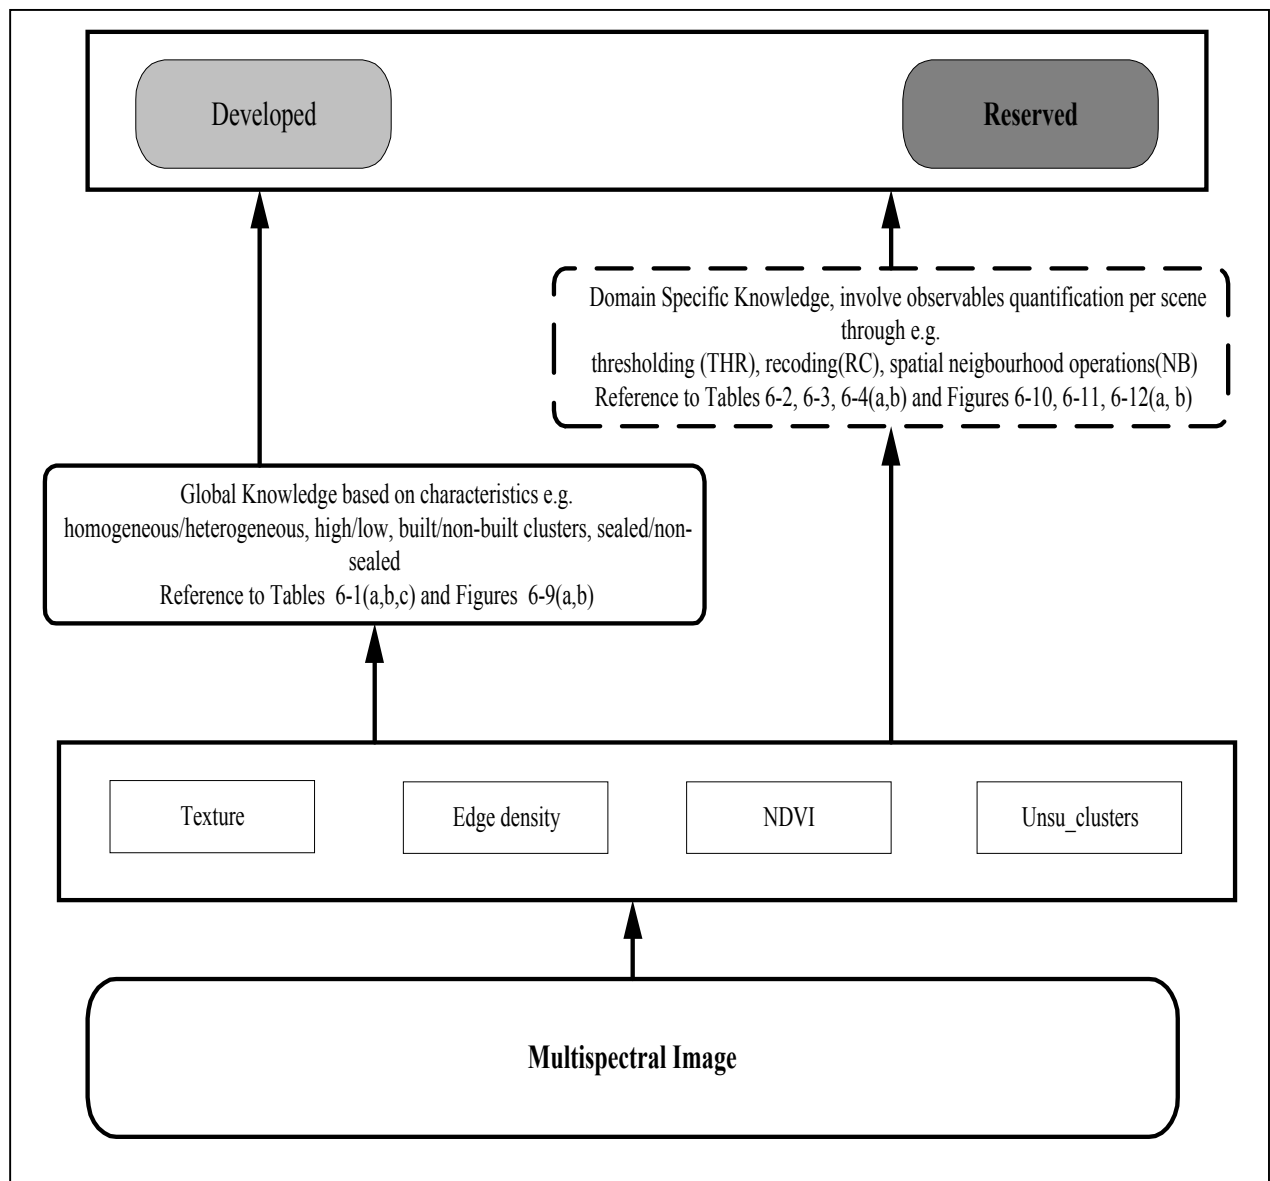 Developed
Reserved
Domain Specific Knowledge, involve observables quantification per scene
through e.g.
thresholding (THR), recoding(RC), spatial neigbourhood operations(NB)
Reference to Tables 6-2, 6-3, 6-4(a,b) and Figures 6-10, 6-11, 6-12(a, b)
Global Knowledge based on characteristics e.g.
homogeneous/heterogeneous, high/low, built/non-built clusters, sealed/non-
sealed
Reference to Tables 6-1(a,b,c) and Figures 6-9(a,b)
Texture
Edge density
NDVI
Unsu_clusters
Multispectral Image